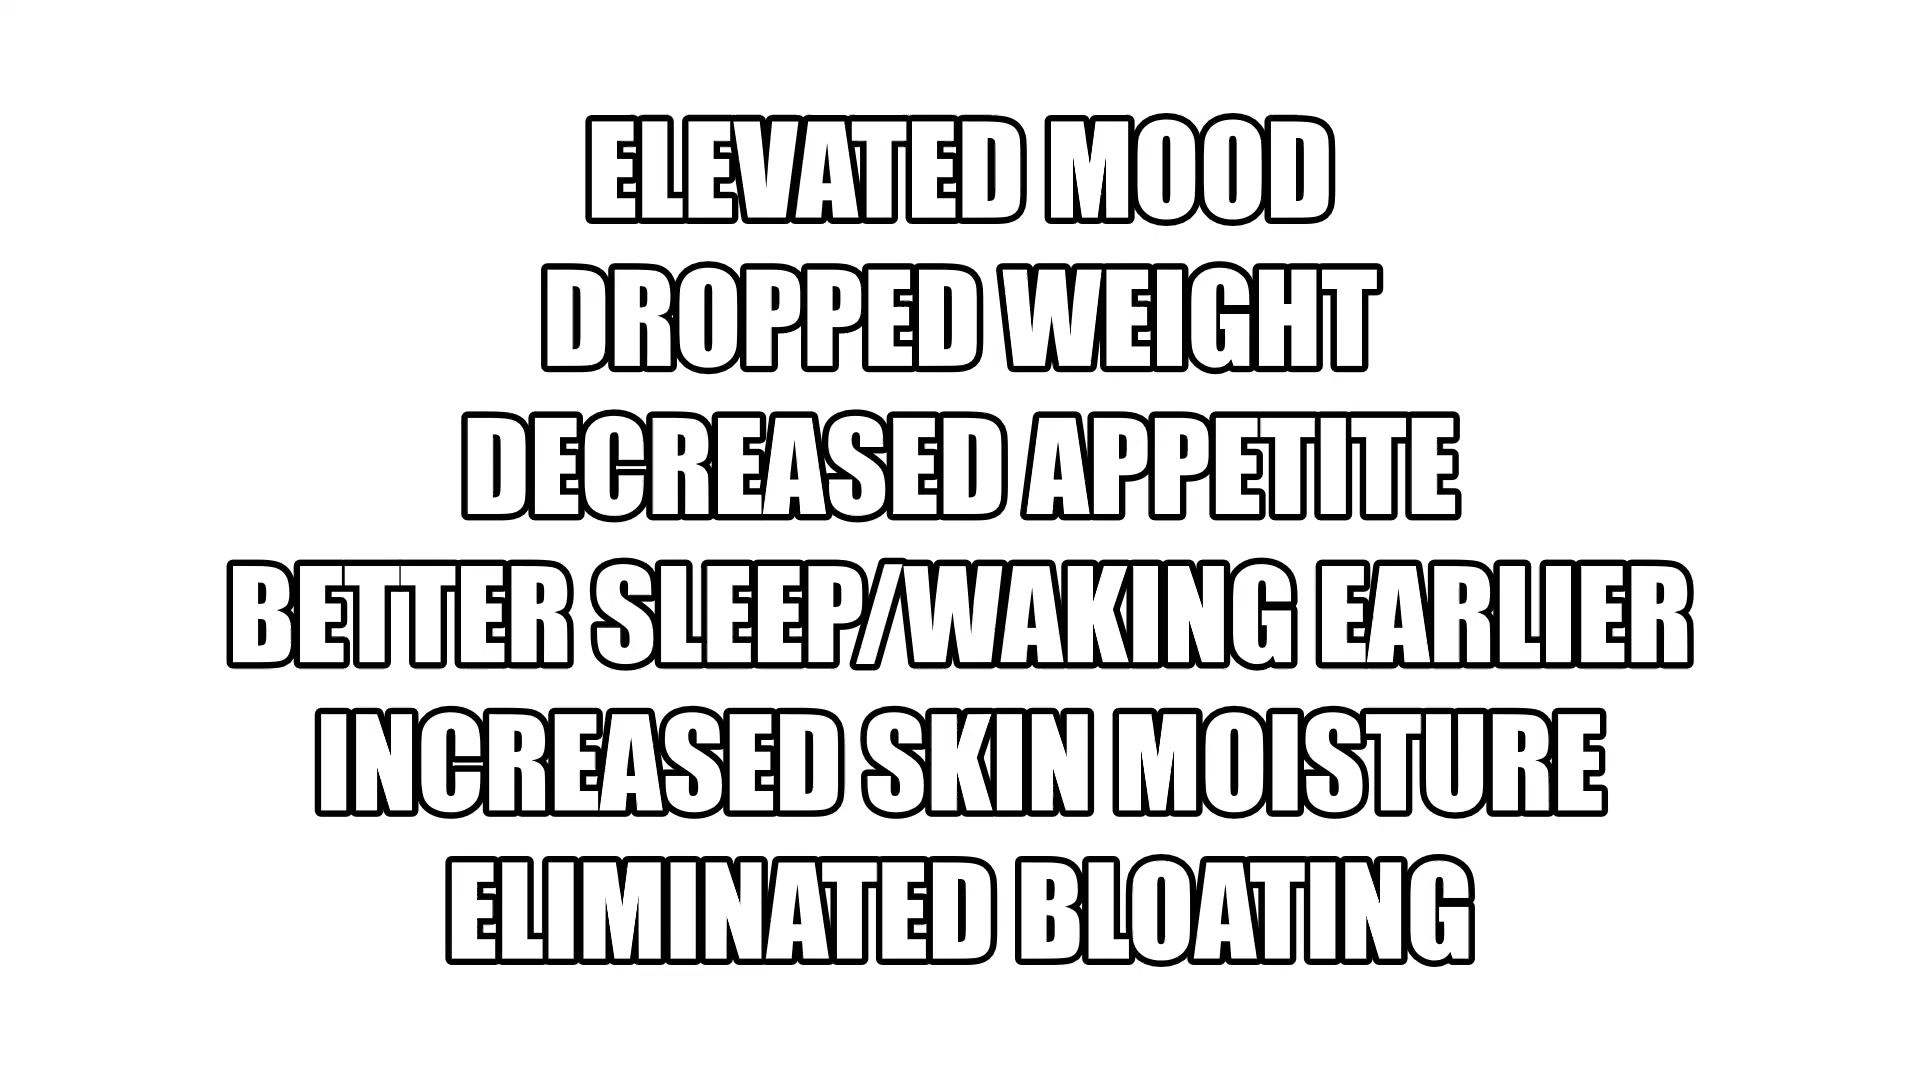 ELEVATED MOOD
DROPPED WEIGHT
DECREASED APPETITE
BETTER SLEEP/WAKING EARLIER
INCREASED SKIN MOISTURE
ELIMINATED BLOATING